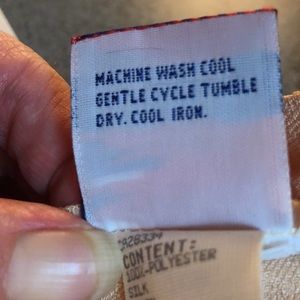 MACHINE WASH COOL
GENTLE CYCLE TUMBLE
DRY. COOL IRON.
CONTENT:
100%-POLYESTER
SILK